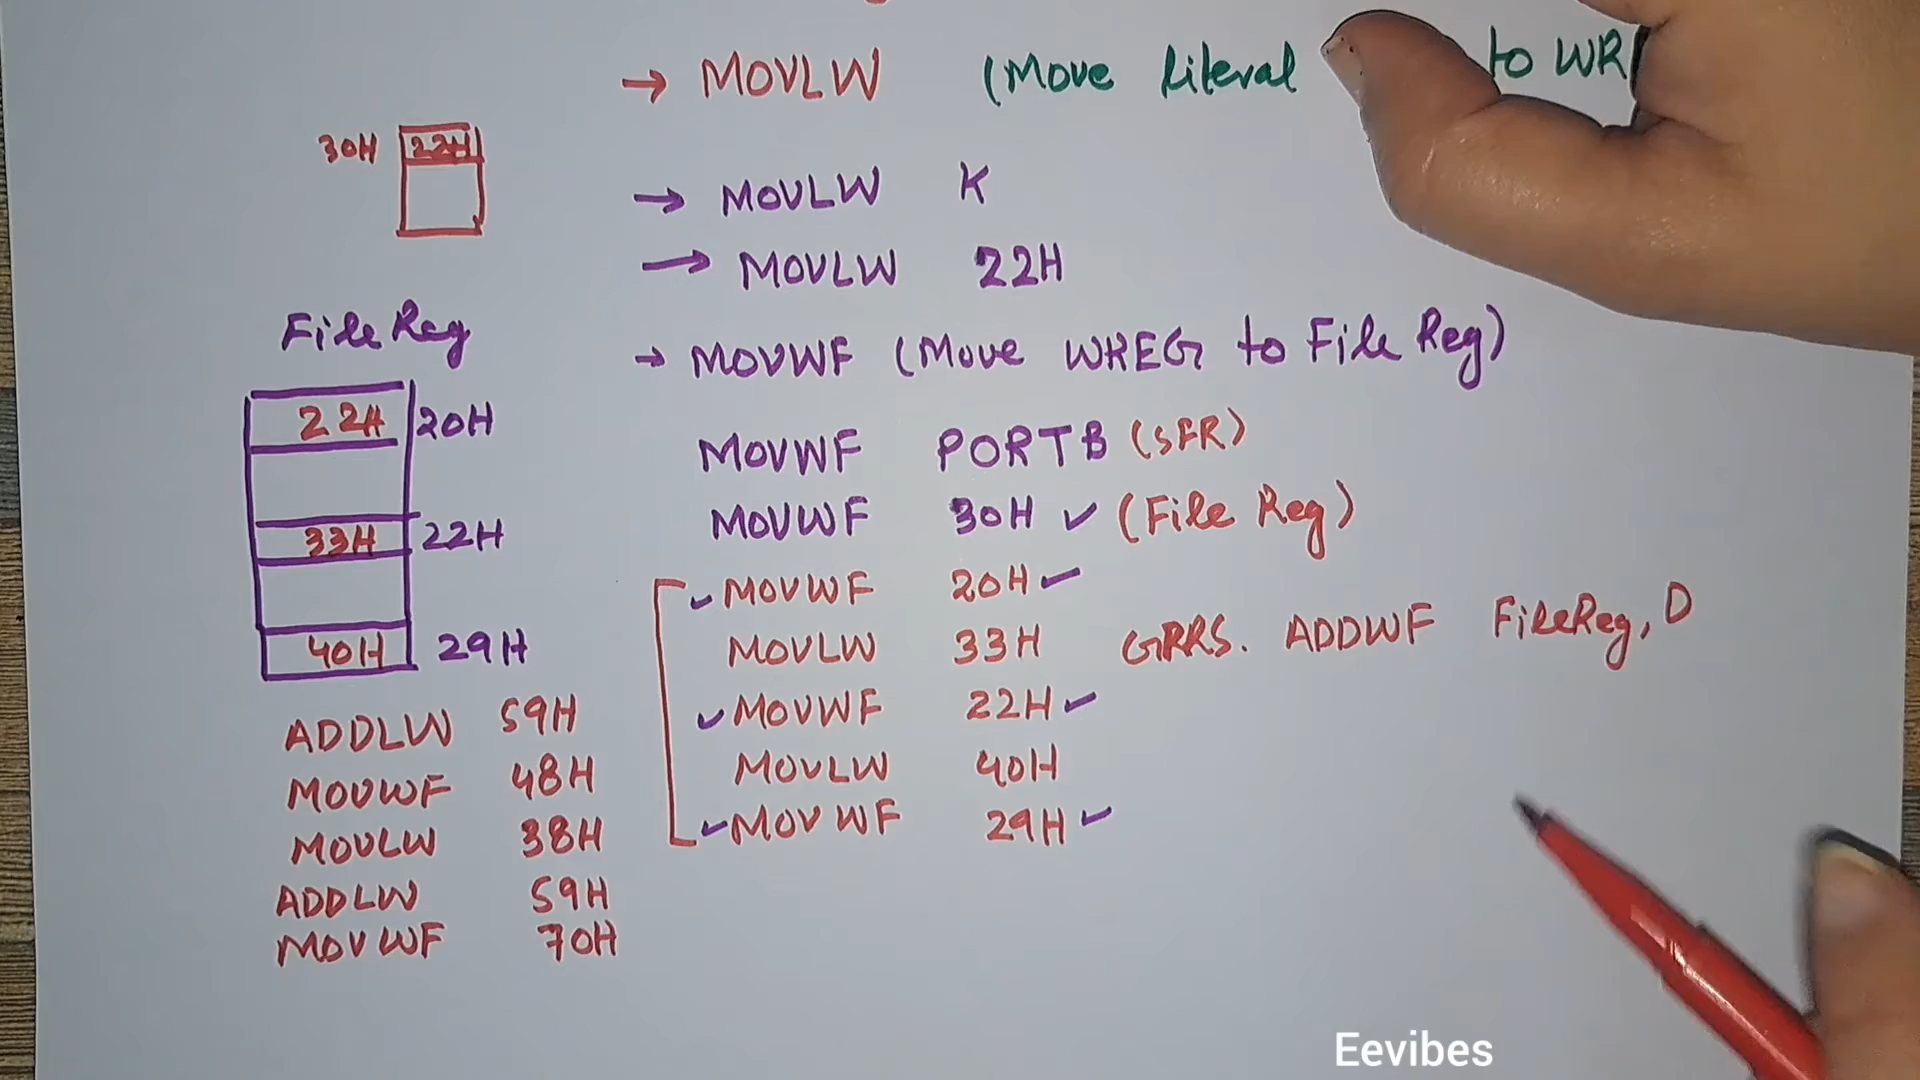 → MOVLW (Move literal to WR
30H 22H
→ MOVLW K
→ MOVLW 22H
File Reg
→ MOVWF (Move WREG to File Reg)
22H 20H
MOVWF PORTB (SFR)
MOVWF 30H ✓ (File Reg)
33H 22H
✓ MOVWF 20H ✓
MOVLW 33H
GRRS. ADDWF FileReg, D
40H 29H
✓ MOVWF 22H ✓
MOVLW 40H
✓ MOVWF 29H ✓
ADDLW 59H
MOVWF 48H
MOVLW 38H
ADDLW 59H
MOVWF 70H
Eevibes